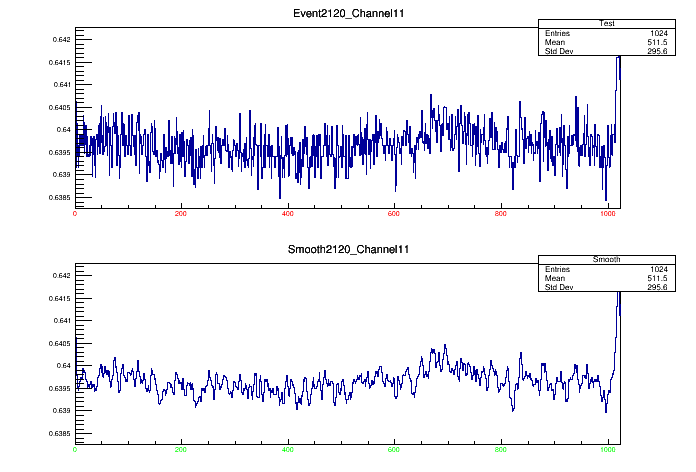 Event2120_Channel11
Test
Entries 1024
Mean 511.5
Std Dev 295.6
0.642
0.6415
0.641
0.6405
0.64
0.6395
0.639
0.6385
0 200 400 600 800 1000
Smooth2120_Channel11
Smooth
Entries 1024
Mean 511.5
Std Dev 295.6
0.642
0.6415
0.641
0.6405
0.64
0.6395
0.639
0.6385
0 200 400 600 800 1000